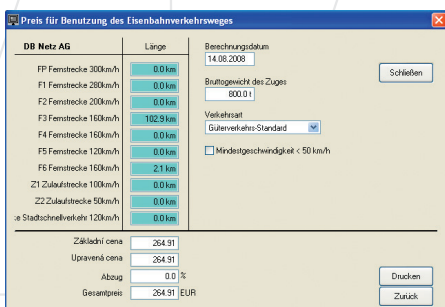 Preis für Benutzung des Eisenbahnverkehrsweges
DB Netz AG Länge
FP Fernstrecke 300km/h 0.0 km
F1 Fernstrecke 280km/h 0.0 km
F2 Fernstrecke 200km/h 0.0 km
F3 Fernstrecke 160km/h 102.9 km
F4 Fernstrecke 160km/h 0.0 km
F5 Fernstrecke 120km/h 0.0 km
F6 Fernstrecke 160km/h 2.1 km
Z1 Zulaufstrecke 100km/h 0.0 km
Z2 Zulaufstrecke 50km/h 0.0 km
:e Stadtschnellverkehr 120km/h 0.0 km
Berechnungsdatum
14.08.2008
Bruttogewicht des Zuges
800.0 t
Verkehrsart
Güterverkehrs-Standard
Mindestgeschwindigkeit < 50 km/h
Schließen
Základní cena 264.91
Upravená cena 264.91
Abzug 0.0 %
Gesamtpreis 264.91 EUR
Drucken
Zurück